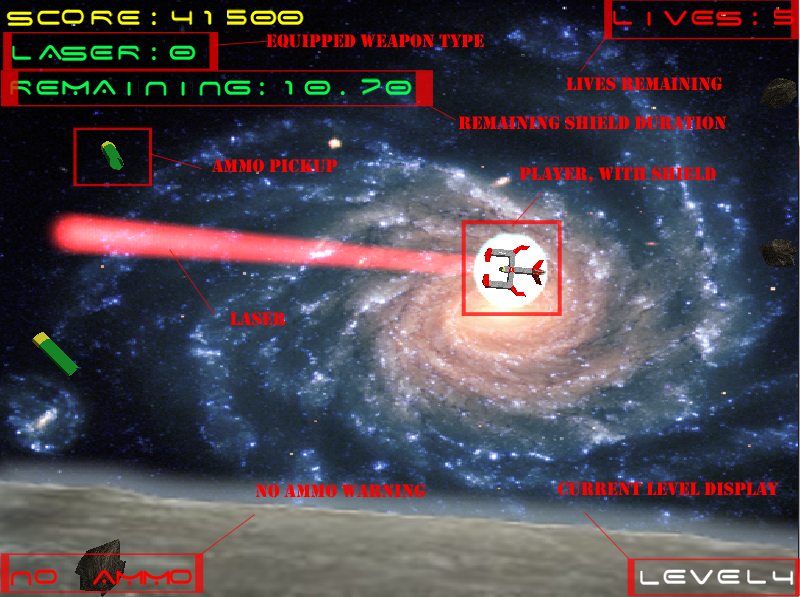 SCORE:41500
LIVES:5
EQUIPPED WEAPON TYPE
LASER:0
REMAINING:10.70
LIVES REMAINING
REMAINING SHIELD DURATION
AMMO PICKUP
PLAYER, WITH SHIELD
LASER
NO AMMO WARNING
CURRENT LEVEL DISPLAY
NO AMMO
LEVEL4